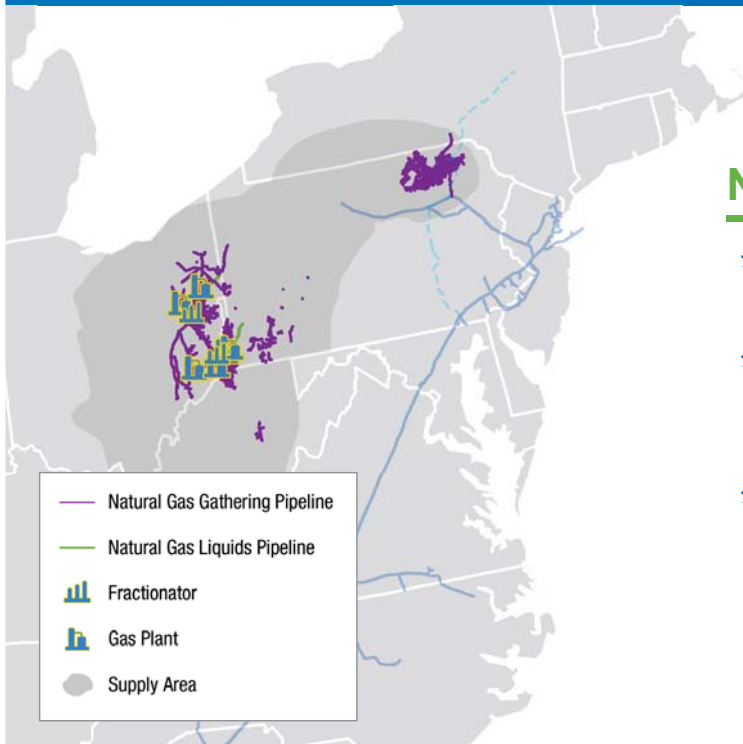 N
Natural Gas Gathering Pipeline
Natural Gas Liquids Pipeline
Fractionator
Gas Plant
Supply Area